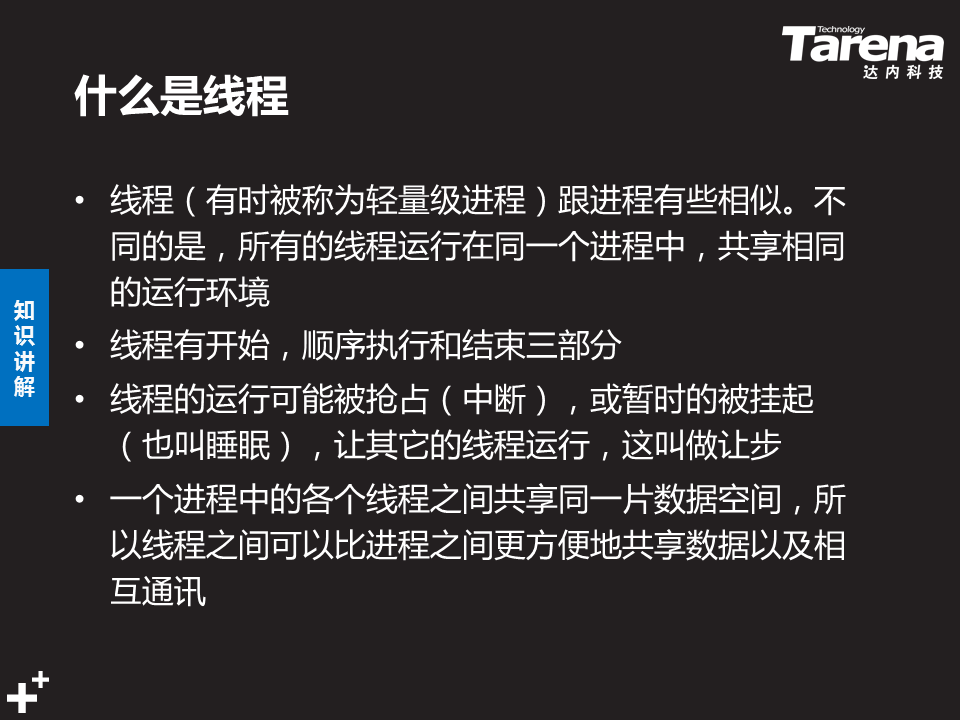 Technology
Tarena
达内科技
什么是线程
• 线程（有时被称为轻量级进程）跟进程有些相似。不
同的是，所有的线程运行在同一个进程中，共享相同
的运行环境
• 线程有开始，顺序执行和结束三部分
• 线程的运行可能被抢占（中断），或暂时的被挂起
（也叫睡眠），让其它的线程运行，这叫做让步
• 一个进程中的各个线程之间共享同一片数据空间，所
以线程之间可以比进程之间更方便地共享数据以及相
互通讯
知
识
讲
解